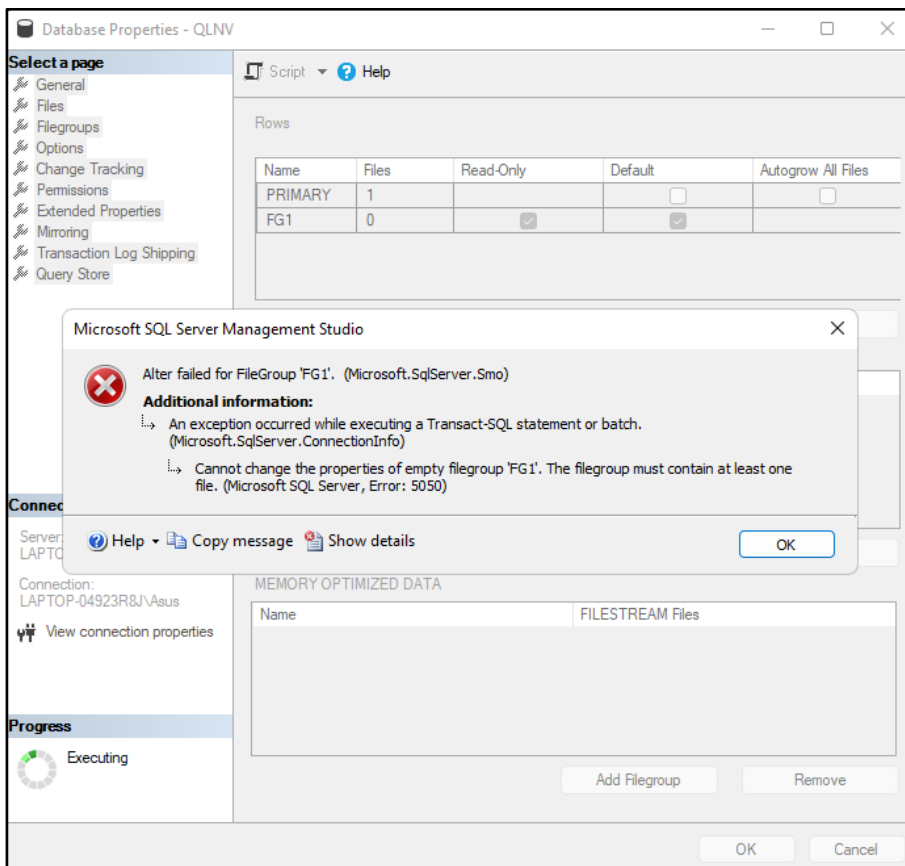 Database Properties - QLNV
Select a page
General
Files
Filegroups
Options
Change Tracking
Permissions
Extended Properties
Mirroring
Transaction Log Shipping
Query Store
Script Help
Rows
Name Files Read-Only Default Autogrow All Files
PRIMARY 1
FG1 0
Microsoft SQL Server Management Studio
Alter failed for FileGroup 'FG1'. (Microsoft.SqlServer.Smo)
Additional information:
An exception occurred while executing a Transact-SQL statement or batch.
(Microsoft.SqlServer.ConnectionInfo)
Cannot change the properties of empty filegroup 'FG1'. The filegroup must contain at least one
file. (Microsoft SQL Server, Error: 5050)
Help Copy message Show details
OK
Connec
Server:
LAPTO
Connection:
LAPTOP-04923R8J\Asus
View connection properties
Progress
Executing
MEMORY OPTIMIZED DATA
Name FILESTREAM Files
Add Filegroup Remove
OK Cancel